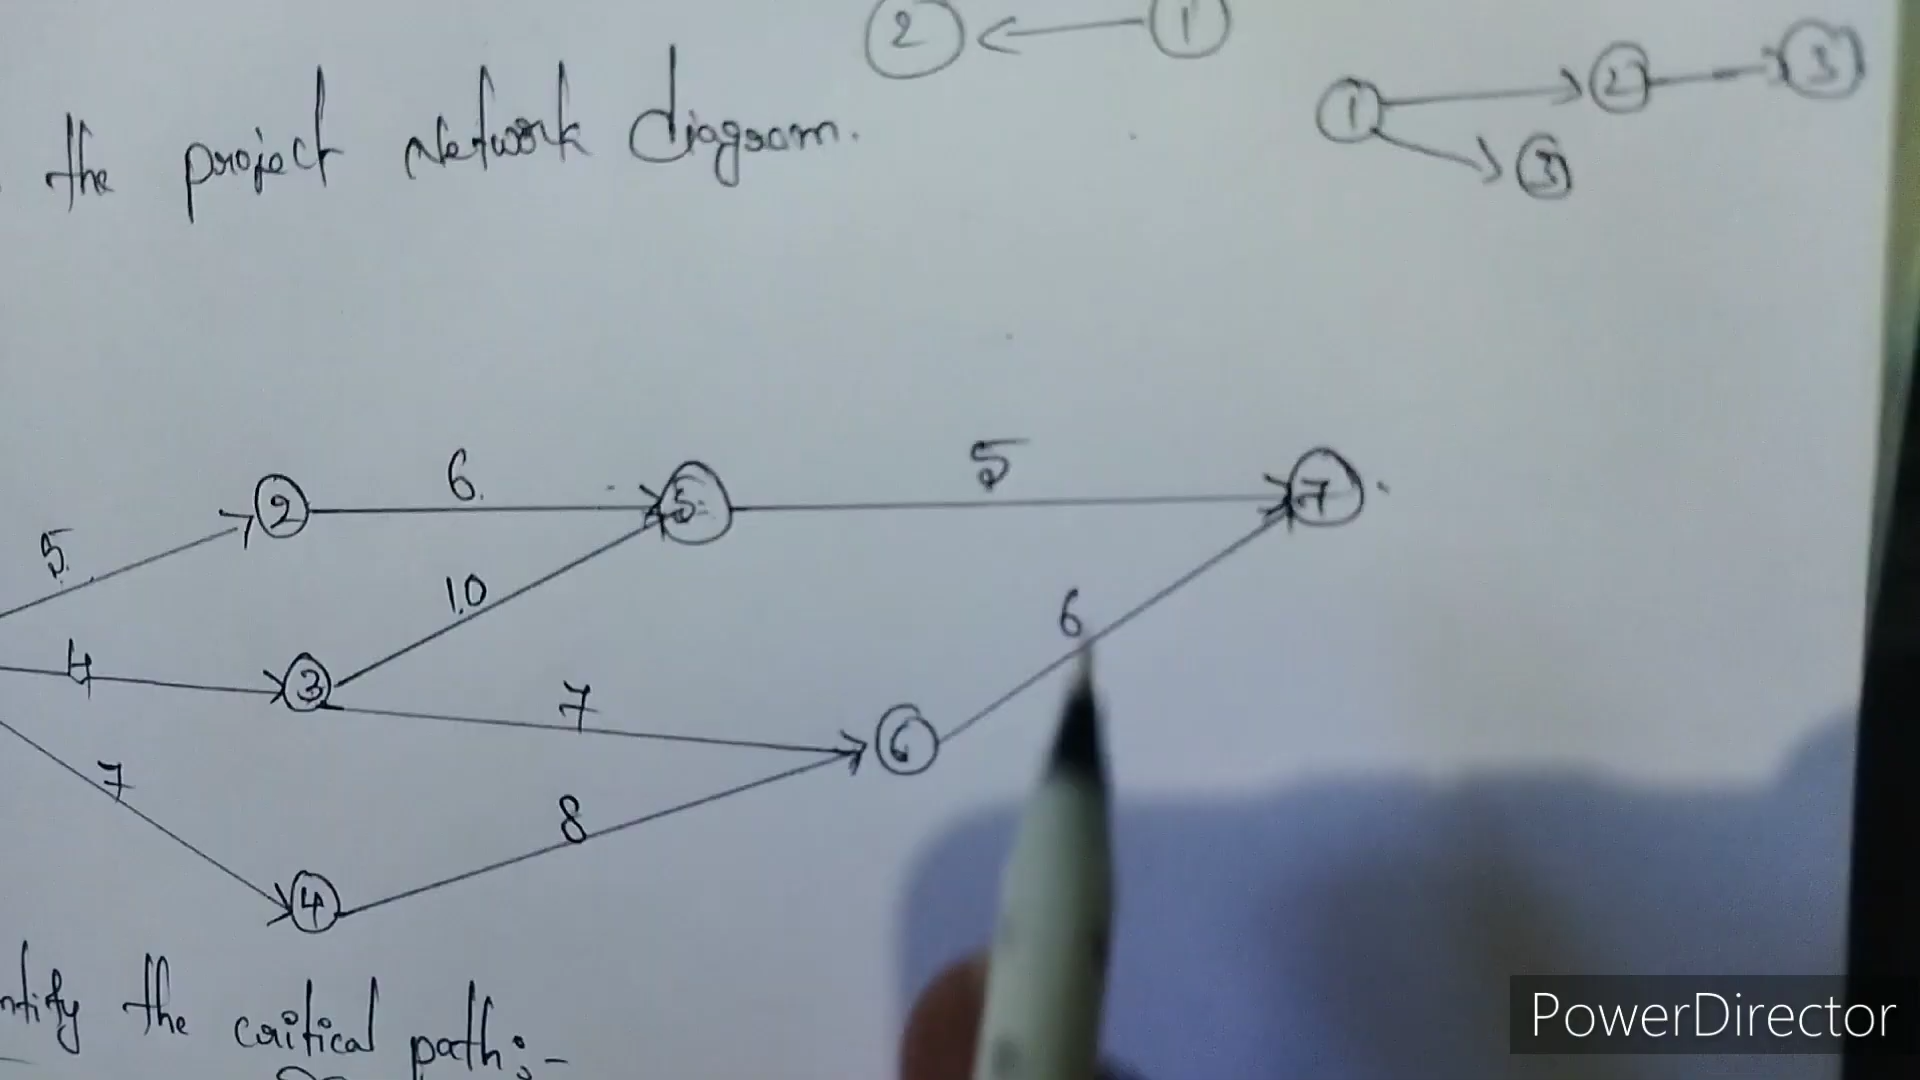 2 1
1 2 3
3
the project Network diagram.
5 2 6 5 5 7
4 3 10 7 6 6
7 4 8
ntify the critical path:-
PowerDirector